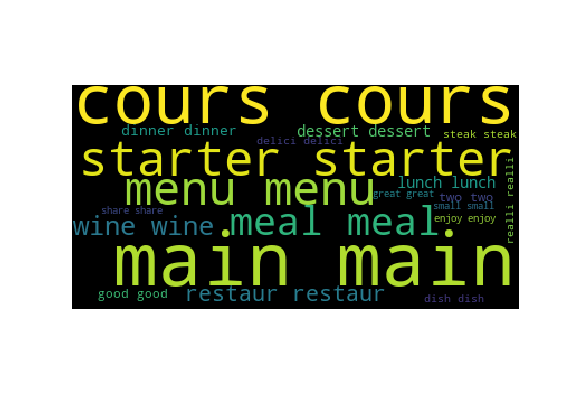 cours cours
dinner dinner
dessert dessert
steak steak
delici delici
starter starter
menu menu
lunch lunch
great great
two two
realli realli
share share
small small
wine wine
meal meal
enjoy enjoy
main main
good good
restaur restaur
dish dish